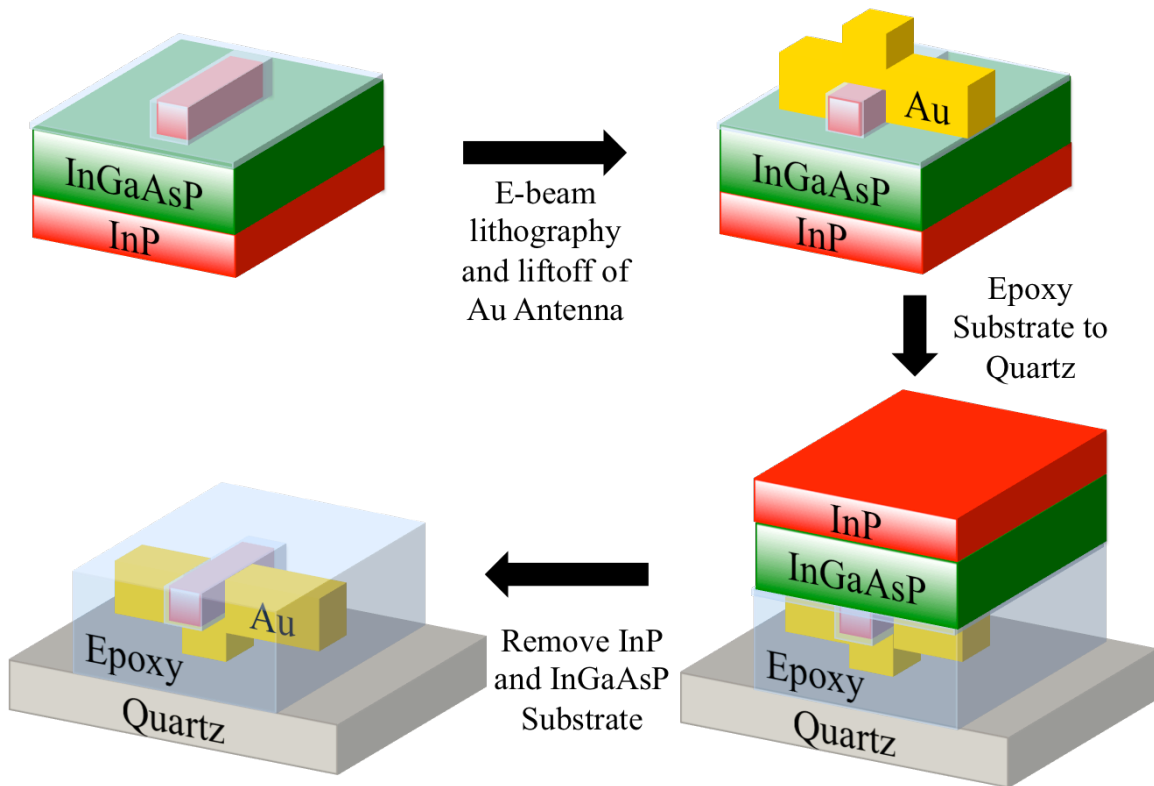 InGaAsP
InP
E-beam
lithography
and liftoff of
Au Antenna
Au
InGaAsP
InP
Epoxy
Substrate to
Quartz
InP
InGaAsP
Epoxy
Quartz
Remove InP
and InGaAsP
Substrate
Au
Epoxy
Quartz